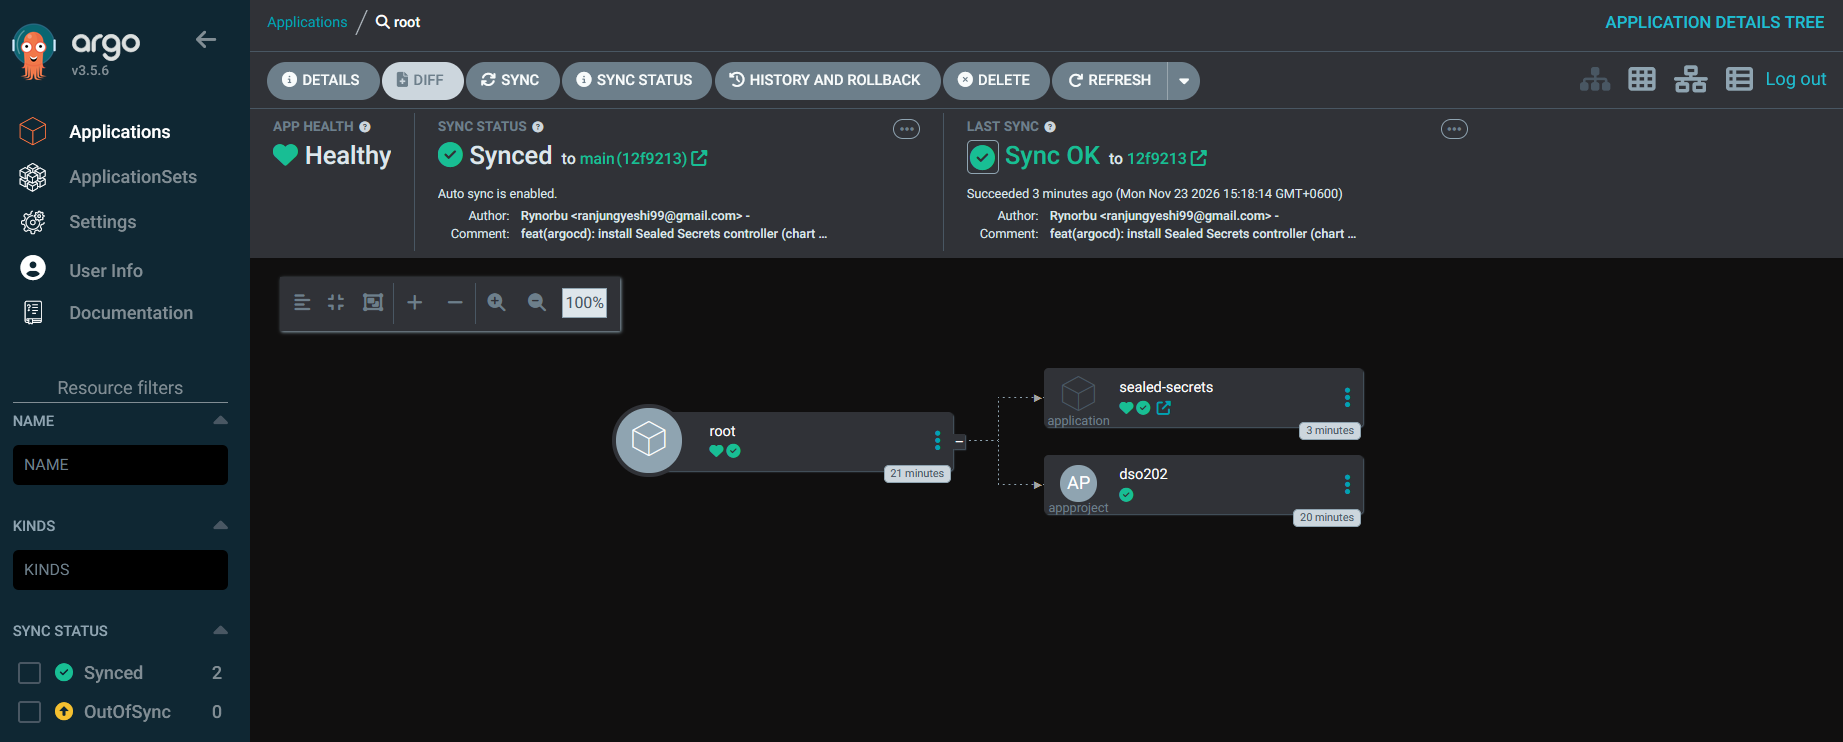 argo
v3.5.6
Applications
ApplicationSets
Settings
User Info
Documentation
Resource filters
NAME
NAME
KINDS
KINDS
SYNC STATUS
Synced 2
OutOfSync 0
Applications / root
APPLICATION DETAILS TREE
DETAILS
DIFF
SYNC
SYNC STATUS
HISTORY AND ROLLBACK
DELETE
REFRESH
Log out
APP HEALTH
Healthy
SYNC STATUS
Synced to main (12f9213)
Auto sync is enabled.
Author: Rynorbu <ranjungyeshi99@gmail.com> -
Comment: feat(argocd): install Sealed Secrets controller (chart ...
LAST SYNC
Sync OK to 12f9213
Succeeded 3 minutes ago (Mon Nov 23 2026 15:18:14 GMT+0600)
Author: Rynorbu <ranjungyeshi99@gmail.com> -
Comment: feat(argocd): install Sealed Secrets controller (chart ...
100%
root
21 minutes
sealed-secrets
application
3 minutes
AP
dso202
appproject
20 minutes